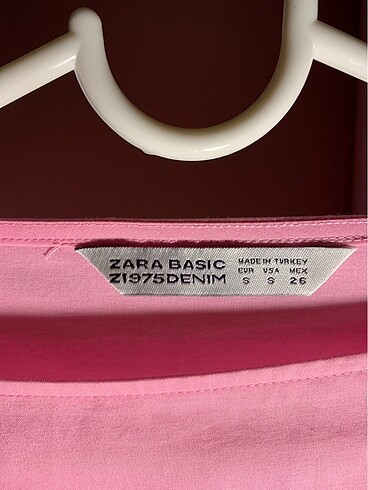 ZARA BASIC
Z1975DENIM
MADE IN TURKEY
EUR USA MEX
S S 26